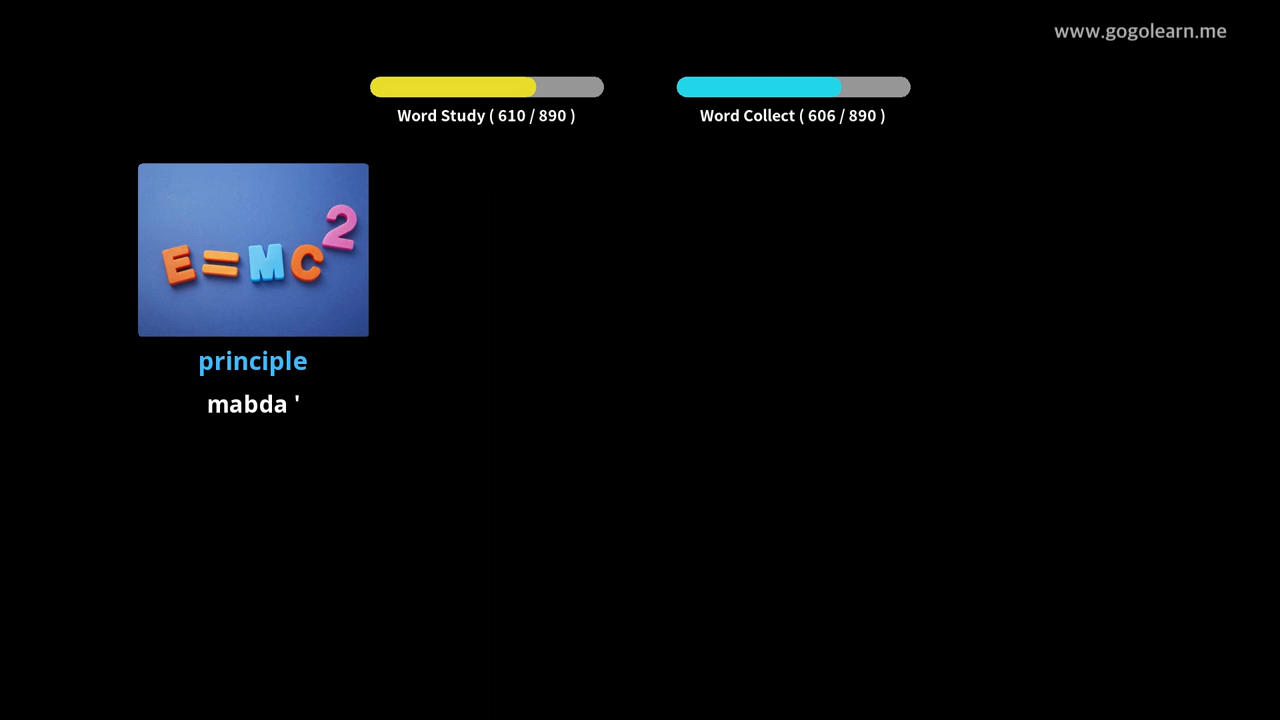 www.gogolearn.me
Word Study ( 610 / 890 )
Word Collect ( 606 / 890 )
E=MC2
principle
mabda '